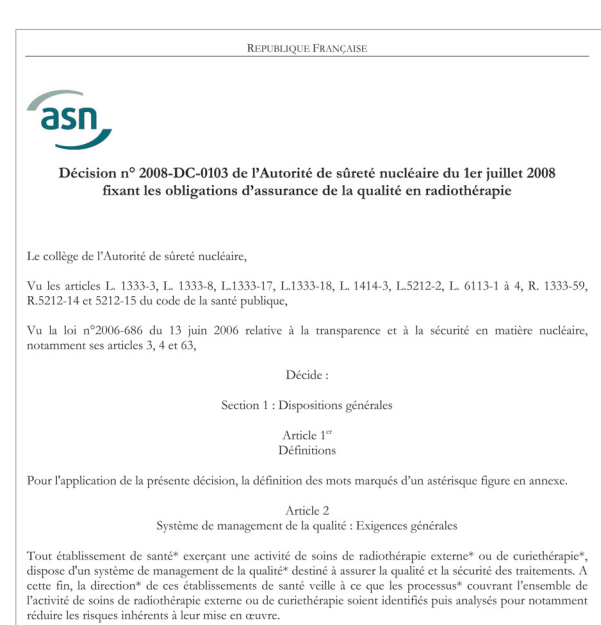 REPUBLIQUE FRANÇAISE
asn
Décision n° 2008-DC-0103 de l'Autorité de sûreté nucléaire du 1er juillet 2008
fixant les obligations d'assurance de la qualité en radiothérapie
Le collège de l'Autorité de sûreté nucléaire,
Vu les articles L. 1333-3, L. 1333-8, L.1333-17, L.1333-18, L. 1414-3, L.5212-2, L. 6113-1 à 4, R. 1333-59,
R.5212-14 et 5212-15 du code de la santé publique,
Vu la loi n°2006-686 du 13 juin 2006 relative à la transparence et à la sécurité en matière nucléaire,
notamment ses articles 3, 4 et 63,
Décide :
Section 1 : Dispositions générales
Article 1er
Définitions
Pour l'application de la présente décision, la définition des mots marqués d'un astérisque figure en annexe.
Article 2
Système de management de la qualité : Exigences générales
Tout établissement de santé* exerçant une activité de soins de radiothérapie externe* ou de curiethérapie*,
dispose d'un système de management de la qualité* destiné à assurer la qualité et la sécurité des traitements. A
cette fin, la direction* de ces établissements de santé veille à ce que les processus* couvrant l'ensemble de
l'activité de soins de radiothérapie externe ou de curiethérapie soient identifiés puis analysés pour notamment
réduire les risques inhérents à leur mise en œuvre.